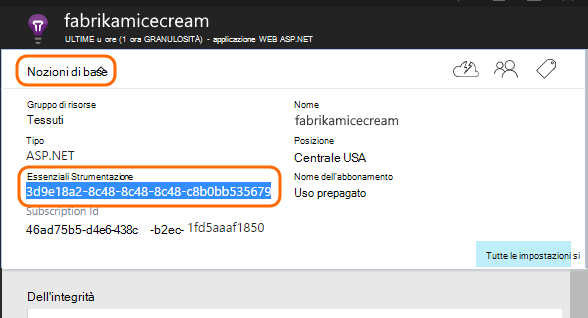 fabrikamicecream
ULTIME u ore (1 ora GRANULOSITÀ) - applicazione WEB ASP.NET
Nozioni di base
Gruppo di risorse
Tessuti
Nome
fabrikamicecream
Tipo
ASP.NET
Posizione
Centrale USA
Essenziali Strumentazione
3d9e18a2-8c48-8c48-8c48-c8b0bb535679
Nome dell'abbonamento
Uso prepagato
Subscription Id
46ad75b5-d4e6-438c -b2ec- 1fd5aaaf1850
Tutte le impostazioni si
Dell'integrità